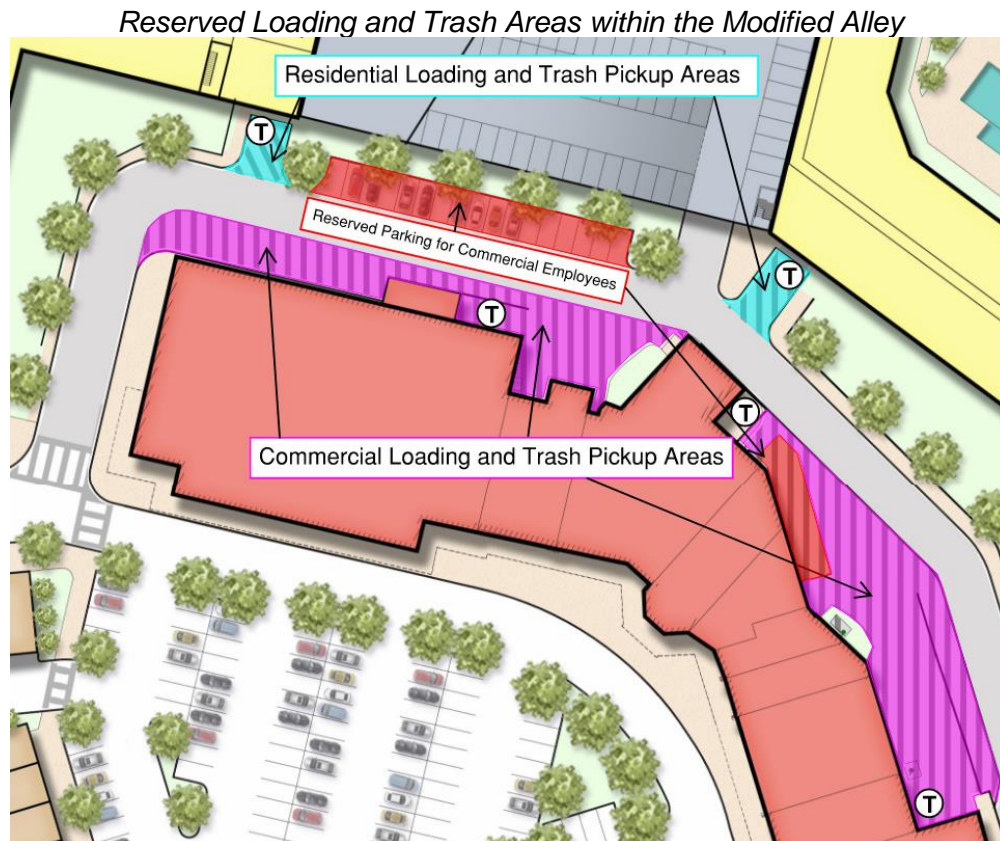 Reserved Loading and Trash Areas within the Modified Alley
Residential Loading and Trash Pickup Areas
T
Reserved Parking for Commercial Employees
T
T
T
Commercial Loading and Trash Pickup Areas
T